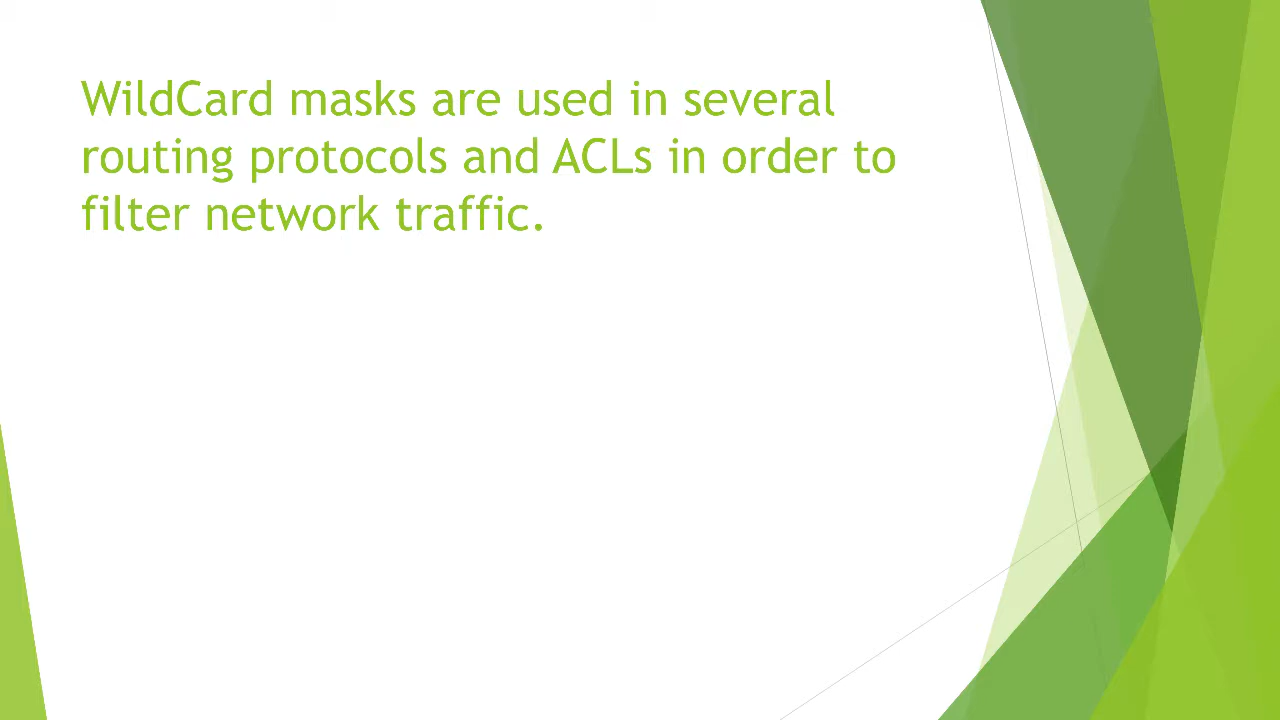 WildCard masks are used in several
routing protocols and ACLs in order to
filter network traffic.